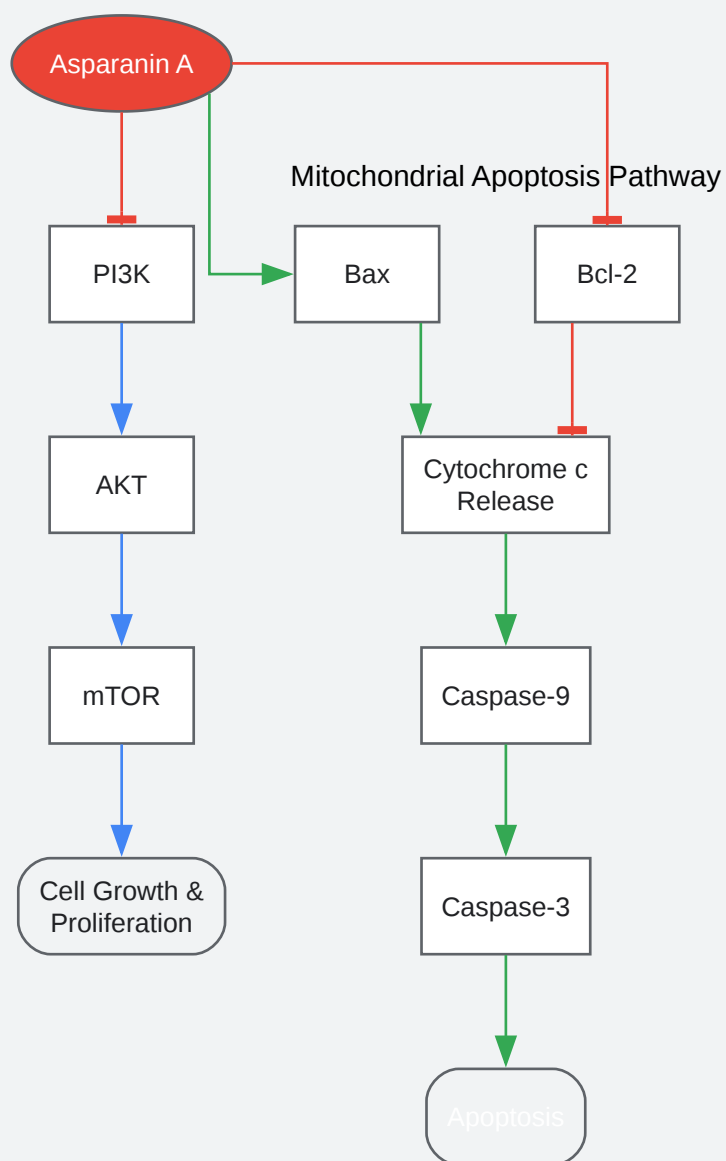 Asparanin A
Mitochondrial Apoptosis Pathway
PI3K
Bax
Bcl-2
AKT
Cytochrome c
Release
mTOR
Caspase-9
Cell Growth &
Proliferation
Caspase-3
Apoptosis